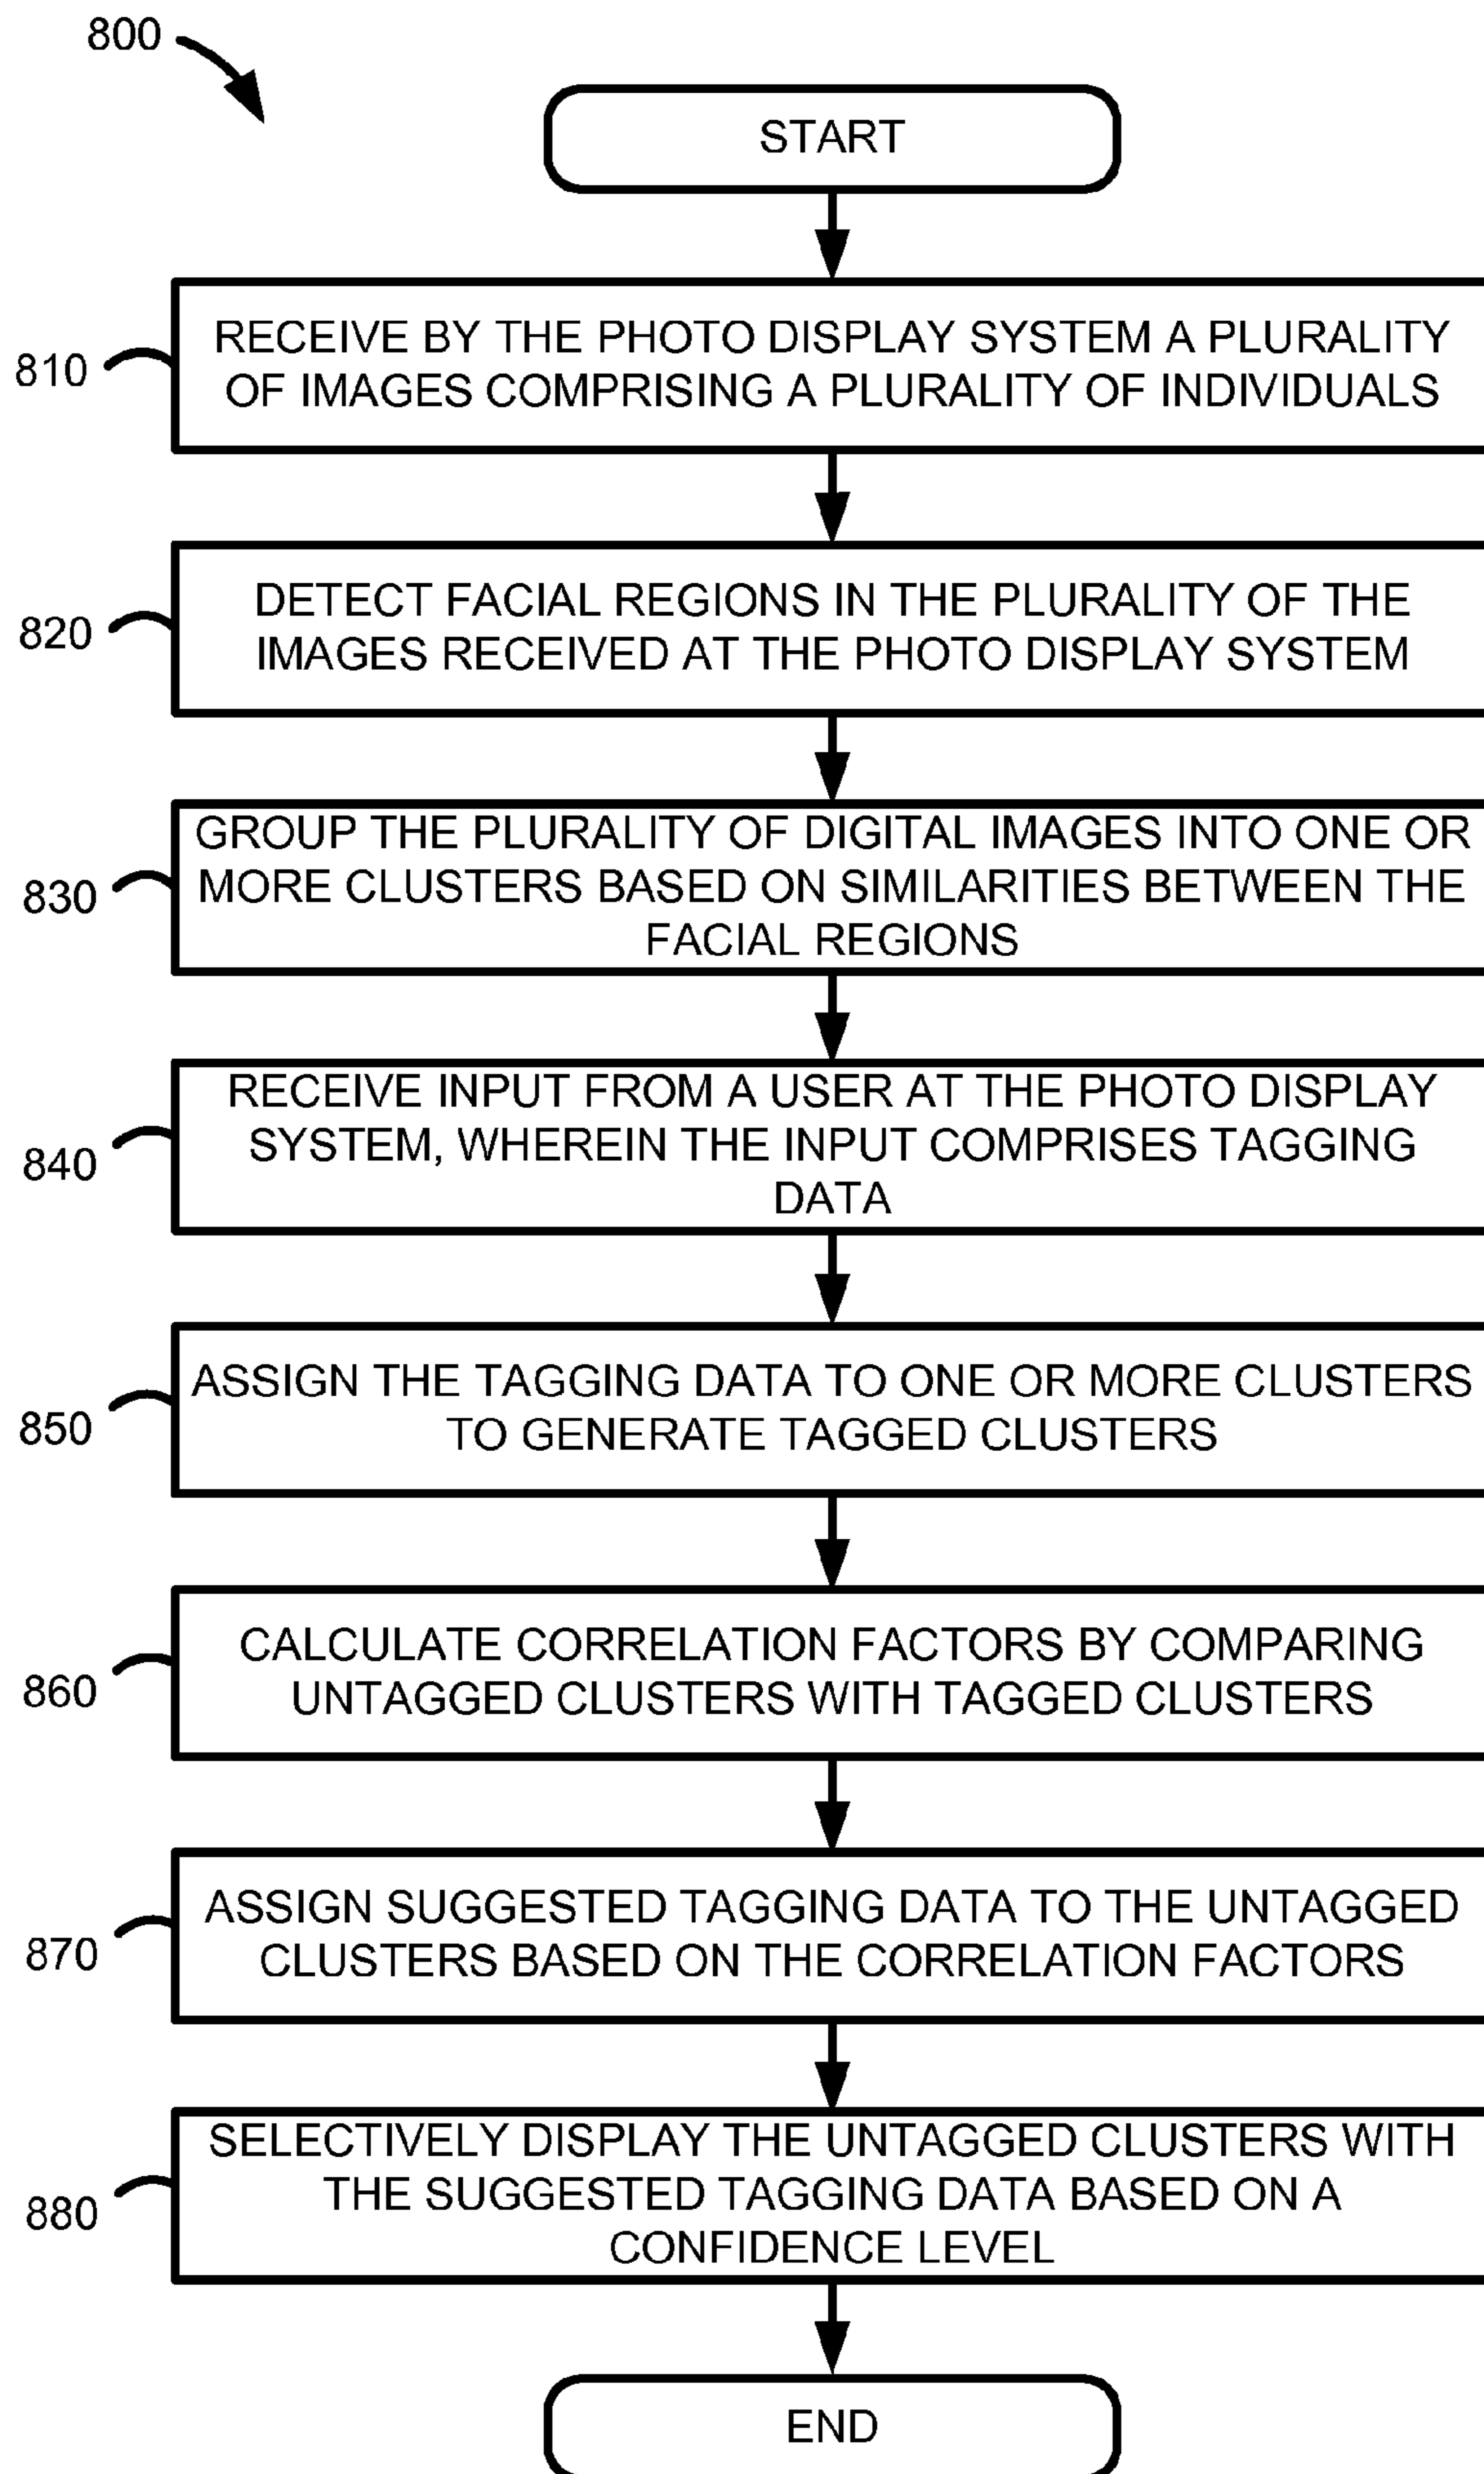 800
START
810
RECEIVE BY THE PHOTO DISPLAY SYSTEM A PLURALITY
OF IMAGES COMPRISING A PLURALITY OF INDIVIDUALS
820
DETECT FACIAL REGIONS IN THE PLURALITY OF THE
IMAGES RECEIVED AT THE PHOTO DISPLAY SYSTEM
830
GROUP THE PLURALITY OF DIGITAL IMAGES INTO ONE OR
MORE CLUSTERS BASED ON SIMILARITIES BETWEEN THE
FACIAL REGIONS
840
RECEIVE INPUT FROM A USER AT THE PHOTO DISPLAY
SYSTEM, WHEREIN THE INPUT COMPRISES TAGGING
DATA
850
ASSIGN THE TAGGING DATA TO ONE OR MORE CLUSTERS
TO GENERATE TAGGED CLUSTERS
860
CALCULATE CORRELATION FACTORS BY COMPARING
UNTAGGED CLUSTERS WITH TAGGED CLUSTERS
870
ASSIGN SUGGESTED TAGGING DATA TO THE UNTAGGED
CLUSTERS BASED ON THE CORRELATION FACTORS
880
SELECTIVELY DISPLAY THE UNTAGGED CLUSTERS WITH
THE SUGGESTED TAGGING DATA BASED ON A
CONFIDENCE LEVEL
END